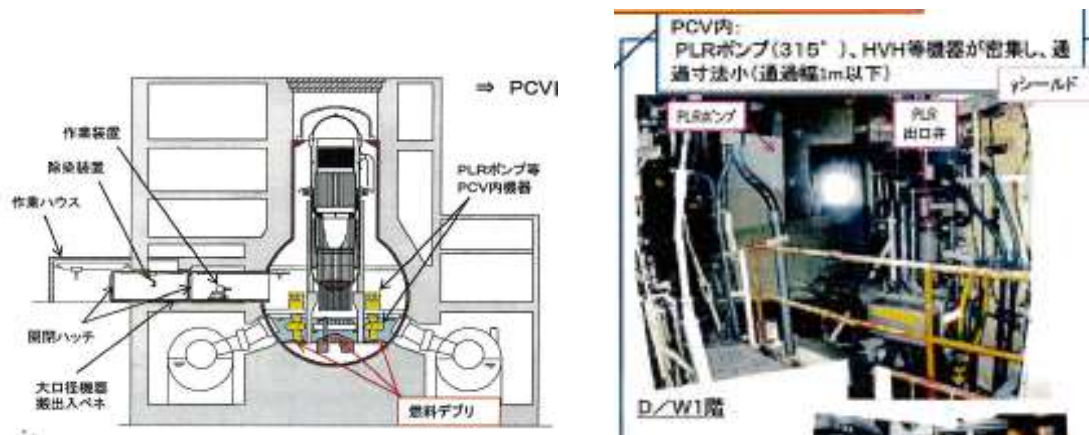 ⇒ PCV
作業装置
除染装置
作業ハウス
PLRポンプ等
PCV内機器
開閉ハッチ
大口径機器
搬出入ペネ
燃料デブリ
PCV内:
PLRポンプ(315°)、HVH等機器が密集し、通
過寸法小(通過幅1m以下)
γシールド
PLRポンプ
PLR
出口弁
D/W1階